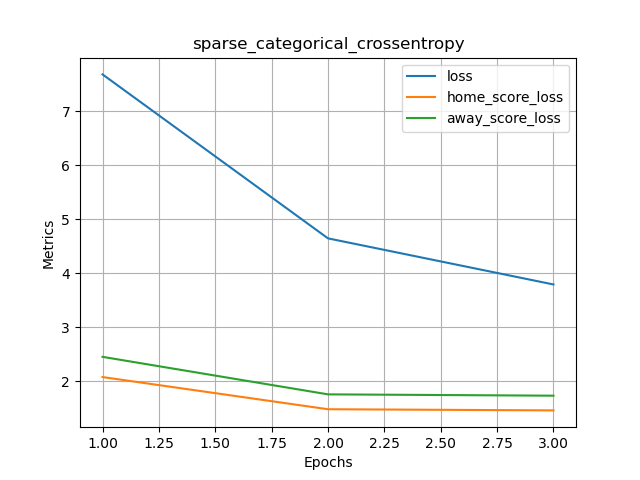 sparse_categorical_crossentropy
loss
home_score_loss
away_score_loss
Metrics
7
6
5
4
3
2
1.00 1.25 1.50 1.75 2.00 2.25 2.50 2.75 3.00
Epochs